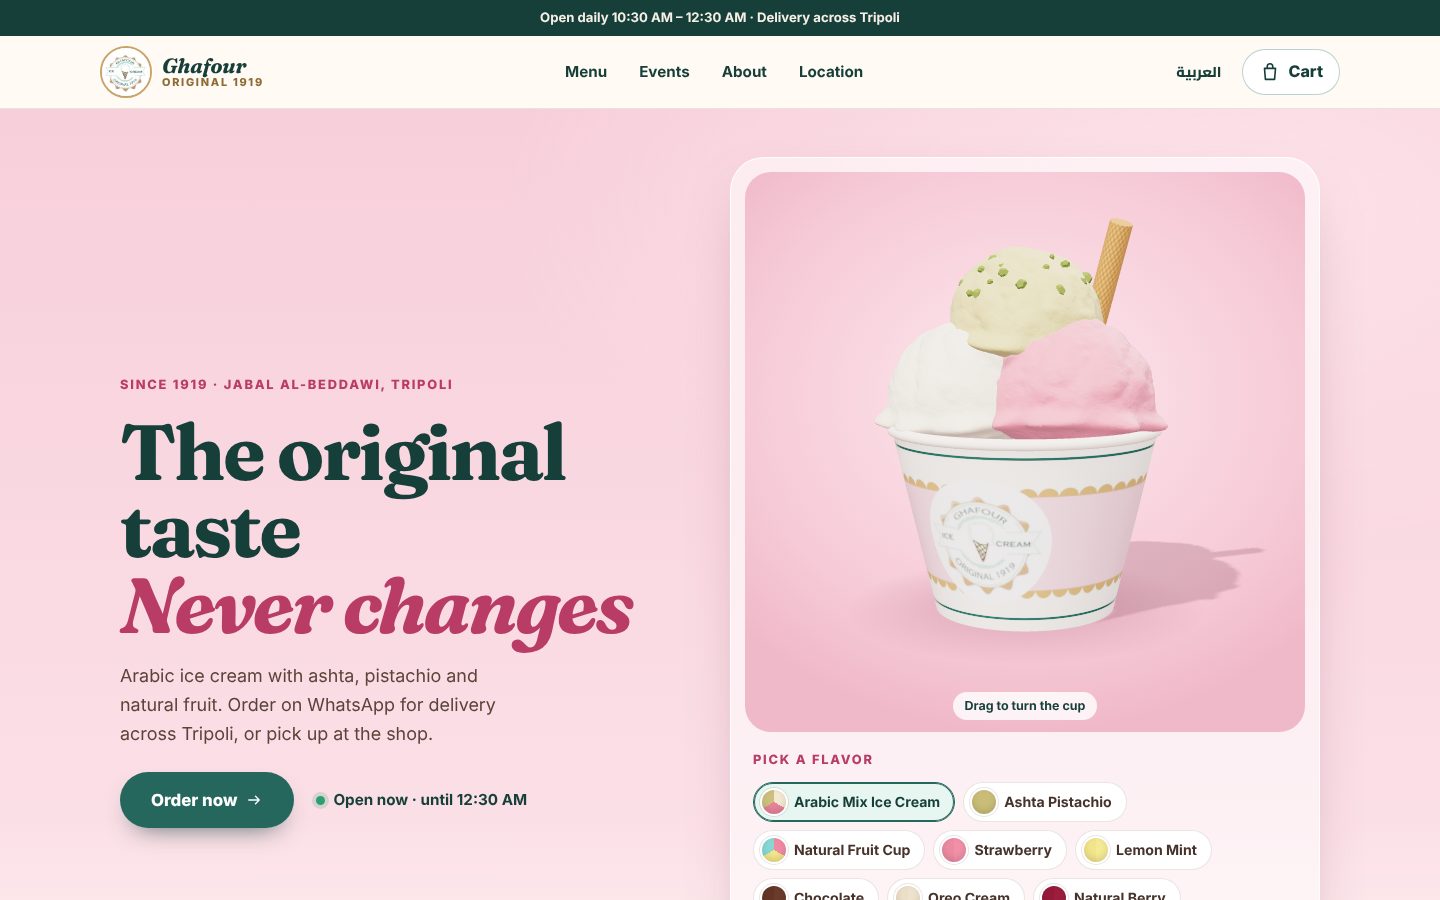 Open daily 10:30 AM – 12:30 AM · Delivery across Tripoli
Ghafour
ORIGINAL 1919
Menu
Events
About
Location
العربية
Cart
SINCE 1919 · JABAL AL-BEDDAWI, TRIPOLI
The original
taste
Never changes
Arabic ice cream with ashta, pistachio and
natural fruit. Order on WhatsApp for delivery
across Tripoli, or pick up at the shop.
Order now →
Open now · until 12:30 AM
GHAFOUR
ICE CREAM
ORIGINAL 1919
Drag to turn the cup
PICK A FLAVOR
Arabic Mix Ice Cream
Ashta Pistachio
Natural Fruit Cup
Strawberry
Lemon Mint
Chocolate
Oreo Cream
Natural Berry